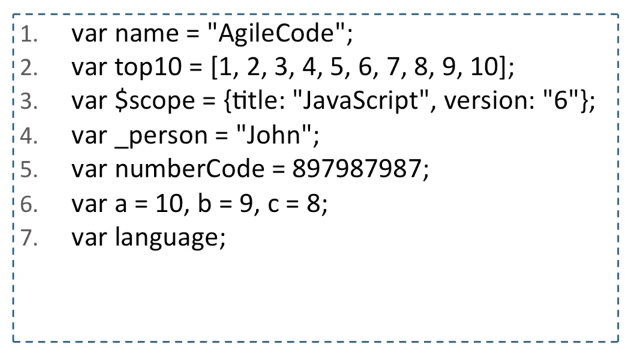 1. var name = "AgileCode";
2. var top10 = [1, 2, 3, 4, 5, 6, 7, 8, 9, 10];
3. var $scope = {title: "JavaScript", version: "6"};
4. var _person = "John";
5. var numberCode = 897987987;
6. var a = 10, b = 9, c = 8;
7. var language;